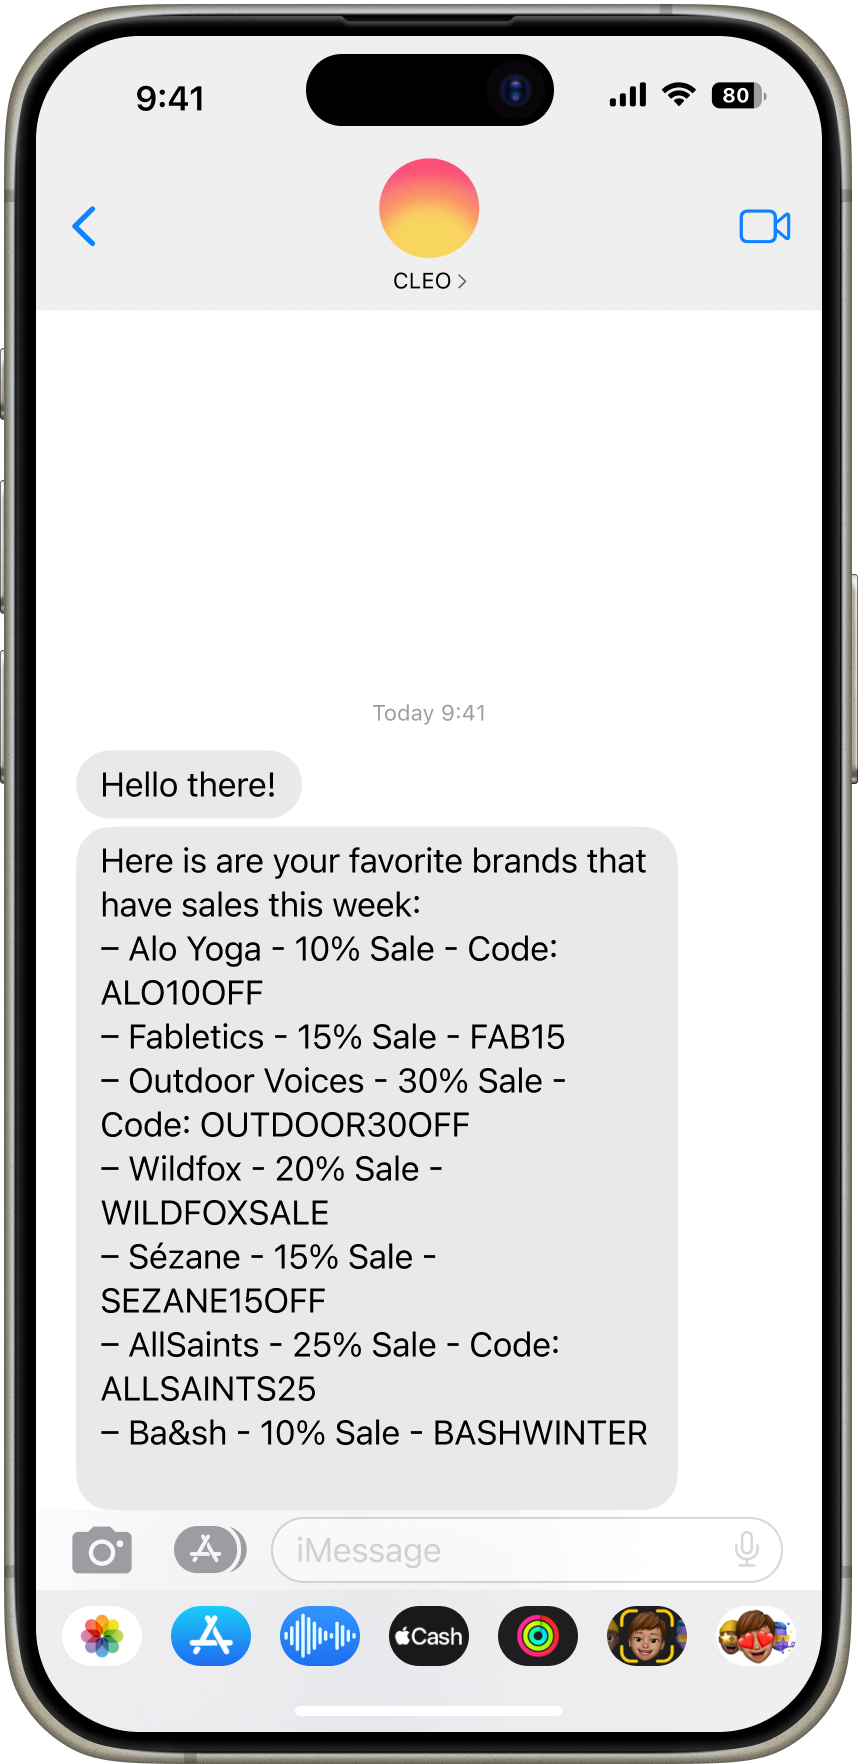 9:41
80
CLEO
Today 9:41
Hello there!
Here is are your favorite brands that
have sales this week:
– Alo Yoga - 10% Sale - Code:
ALO10OFF
– Fabletics - 15% Sale - FAB15
– Outdoor Voices - 30% Sale -
Code: OUTDOOR30OFF
– Wildfox - 20% Sale -
WILDFOXSALE
– Sézane - 15% Sale -
SEZANE15OFF
– AllSaints - 25% Sale - Code:
ALLSAINTS25
– Ba&sh - 10% Sale - BASHWINTER
iMessage
Cash